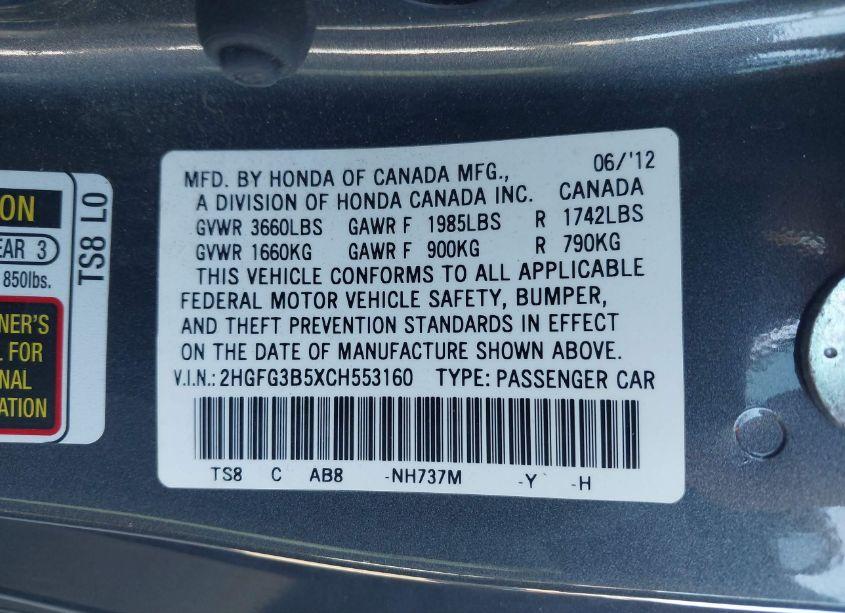 ON
EAR 3
850lbs.
NER'S
L FOR
NAL
ATION
TS8 L0
MFD. BY HONDA OF CANADA MFG., 06/'12
A DIVISION OF HONDA CANADA INC. CANADA
GVWR 3660LBS GAWR F 1985LBS R 1742LBS
GVWR 1660KG GAWR F 900KG R 790KG
THIS VEHICLE CONFORMS TO ALL APPLICABLE
FEDERAL MOTOR VEHICLE SAFETY, BUMPER,
AND THEFT PREVENTION STANDARDS IN EFFECT
ON THE DATE OF MANUFACTURE SHOWN ABOVE.
V.I.N.: 2HGFG3B5XCH553160 TYPE: PASSENGER CAR
TS8 C AB8 -NH737M -Y -H